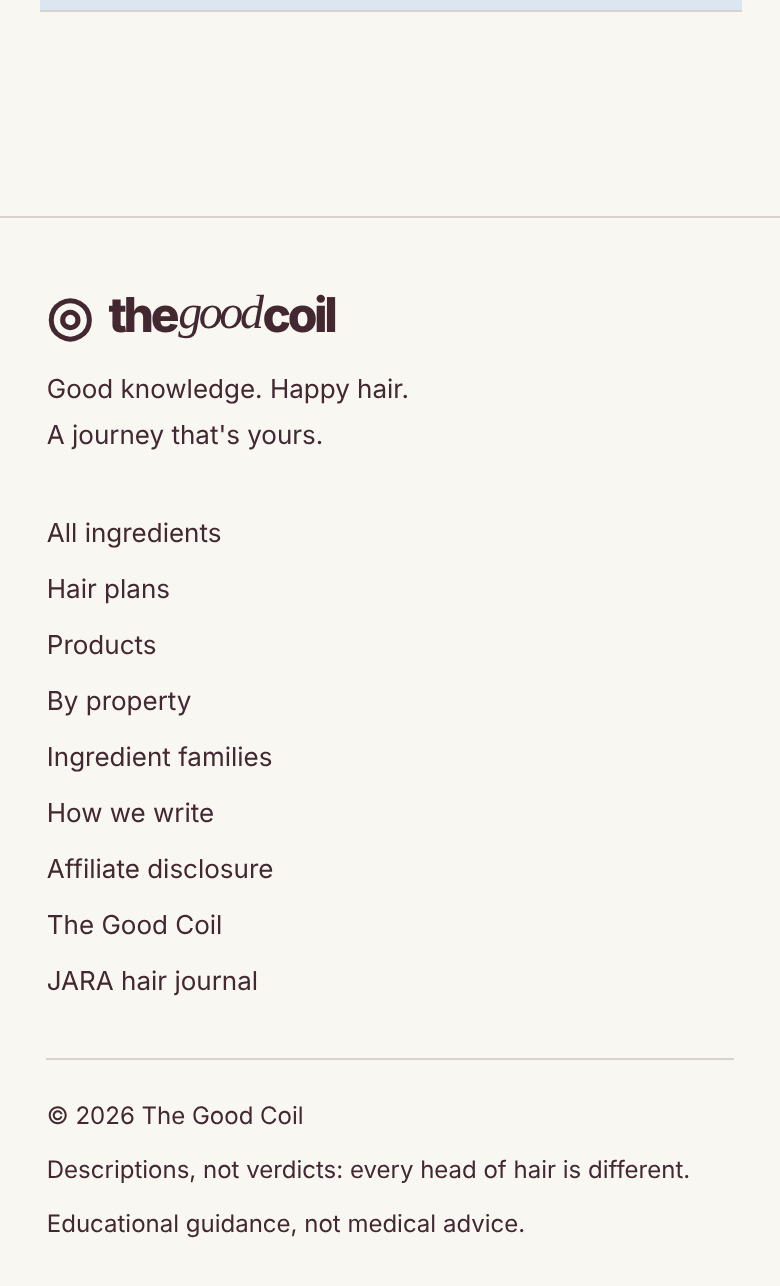 thegoodcoil
Good knowledge. Happy hair.
A journey that's yours.
All ingredients
Hair plans
Products
By property
Ingredient families
How we write
Affiliate disclosure
The Good Coil
JARA hair journal
© 2026 The Good Coil
Descriptions, not verdicts: every head of hair is different.
Educational guidance, not medical advice.